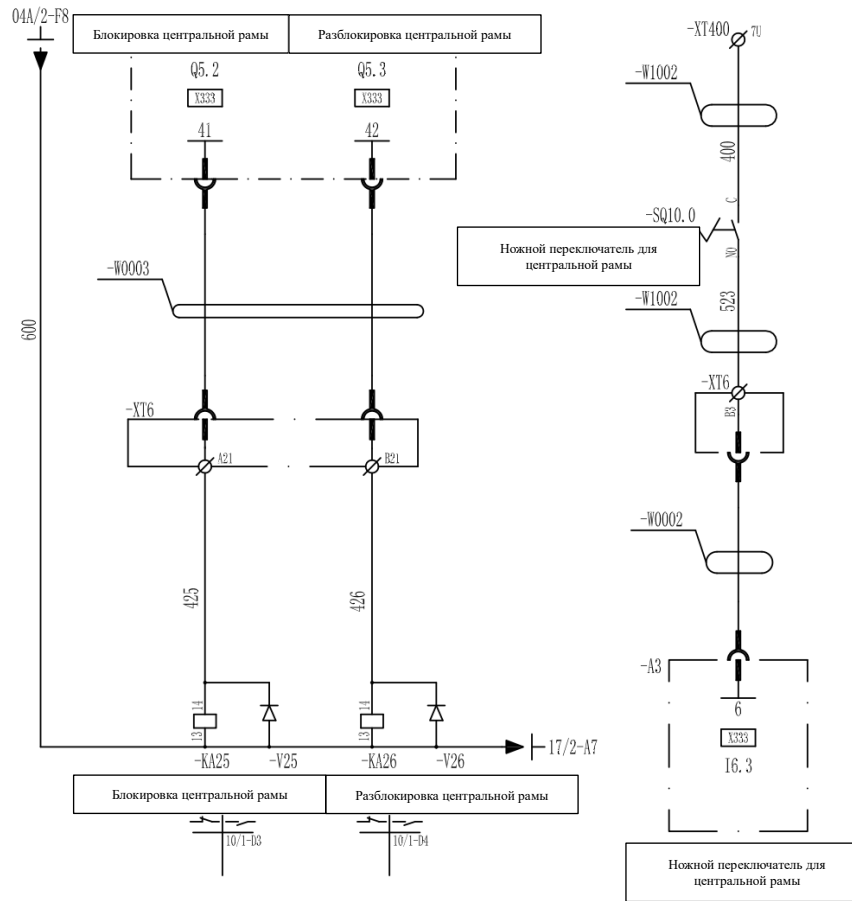 04A/2-F8
Блокировка центральной рамы
Разблокировка центральной рамы
Q5.2
Q5.3
X333
X333
41
42
-W0003
600
-XT6
A21
B21
425
426
14
13
14
13
-KA25
-V25
-KA26
-V26
17/2-A7
Блокировка центральной рамы
Разблокировка центральной рамы
10/1-D3
10/1-D4
-XT400
7U
-W1002
400
C
-SQ10.0
Ножной переключатель для
центральной рамы
NO
523
-W1002
-XT6
B3
-W0002
-A3
6
X333
I6.3
Ножной переключатель для
центральной рамы